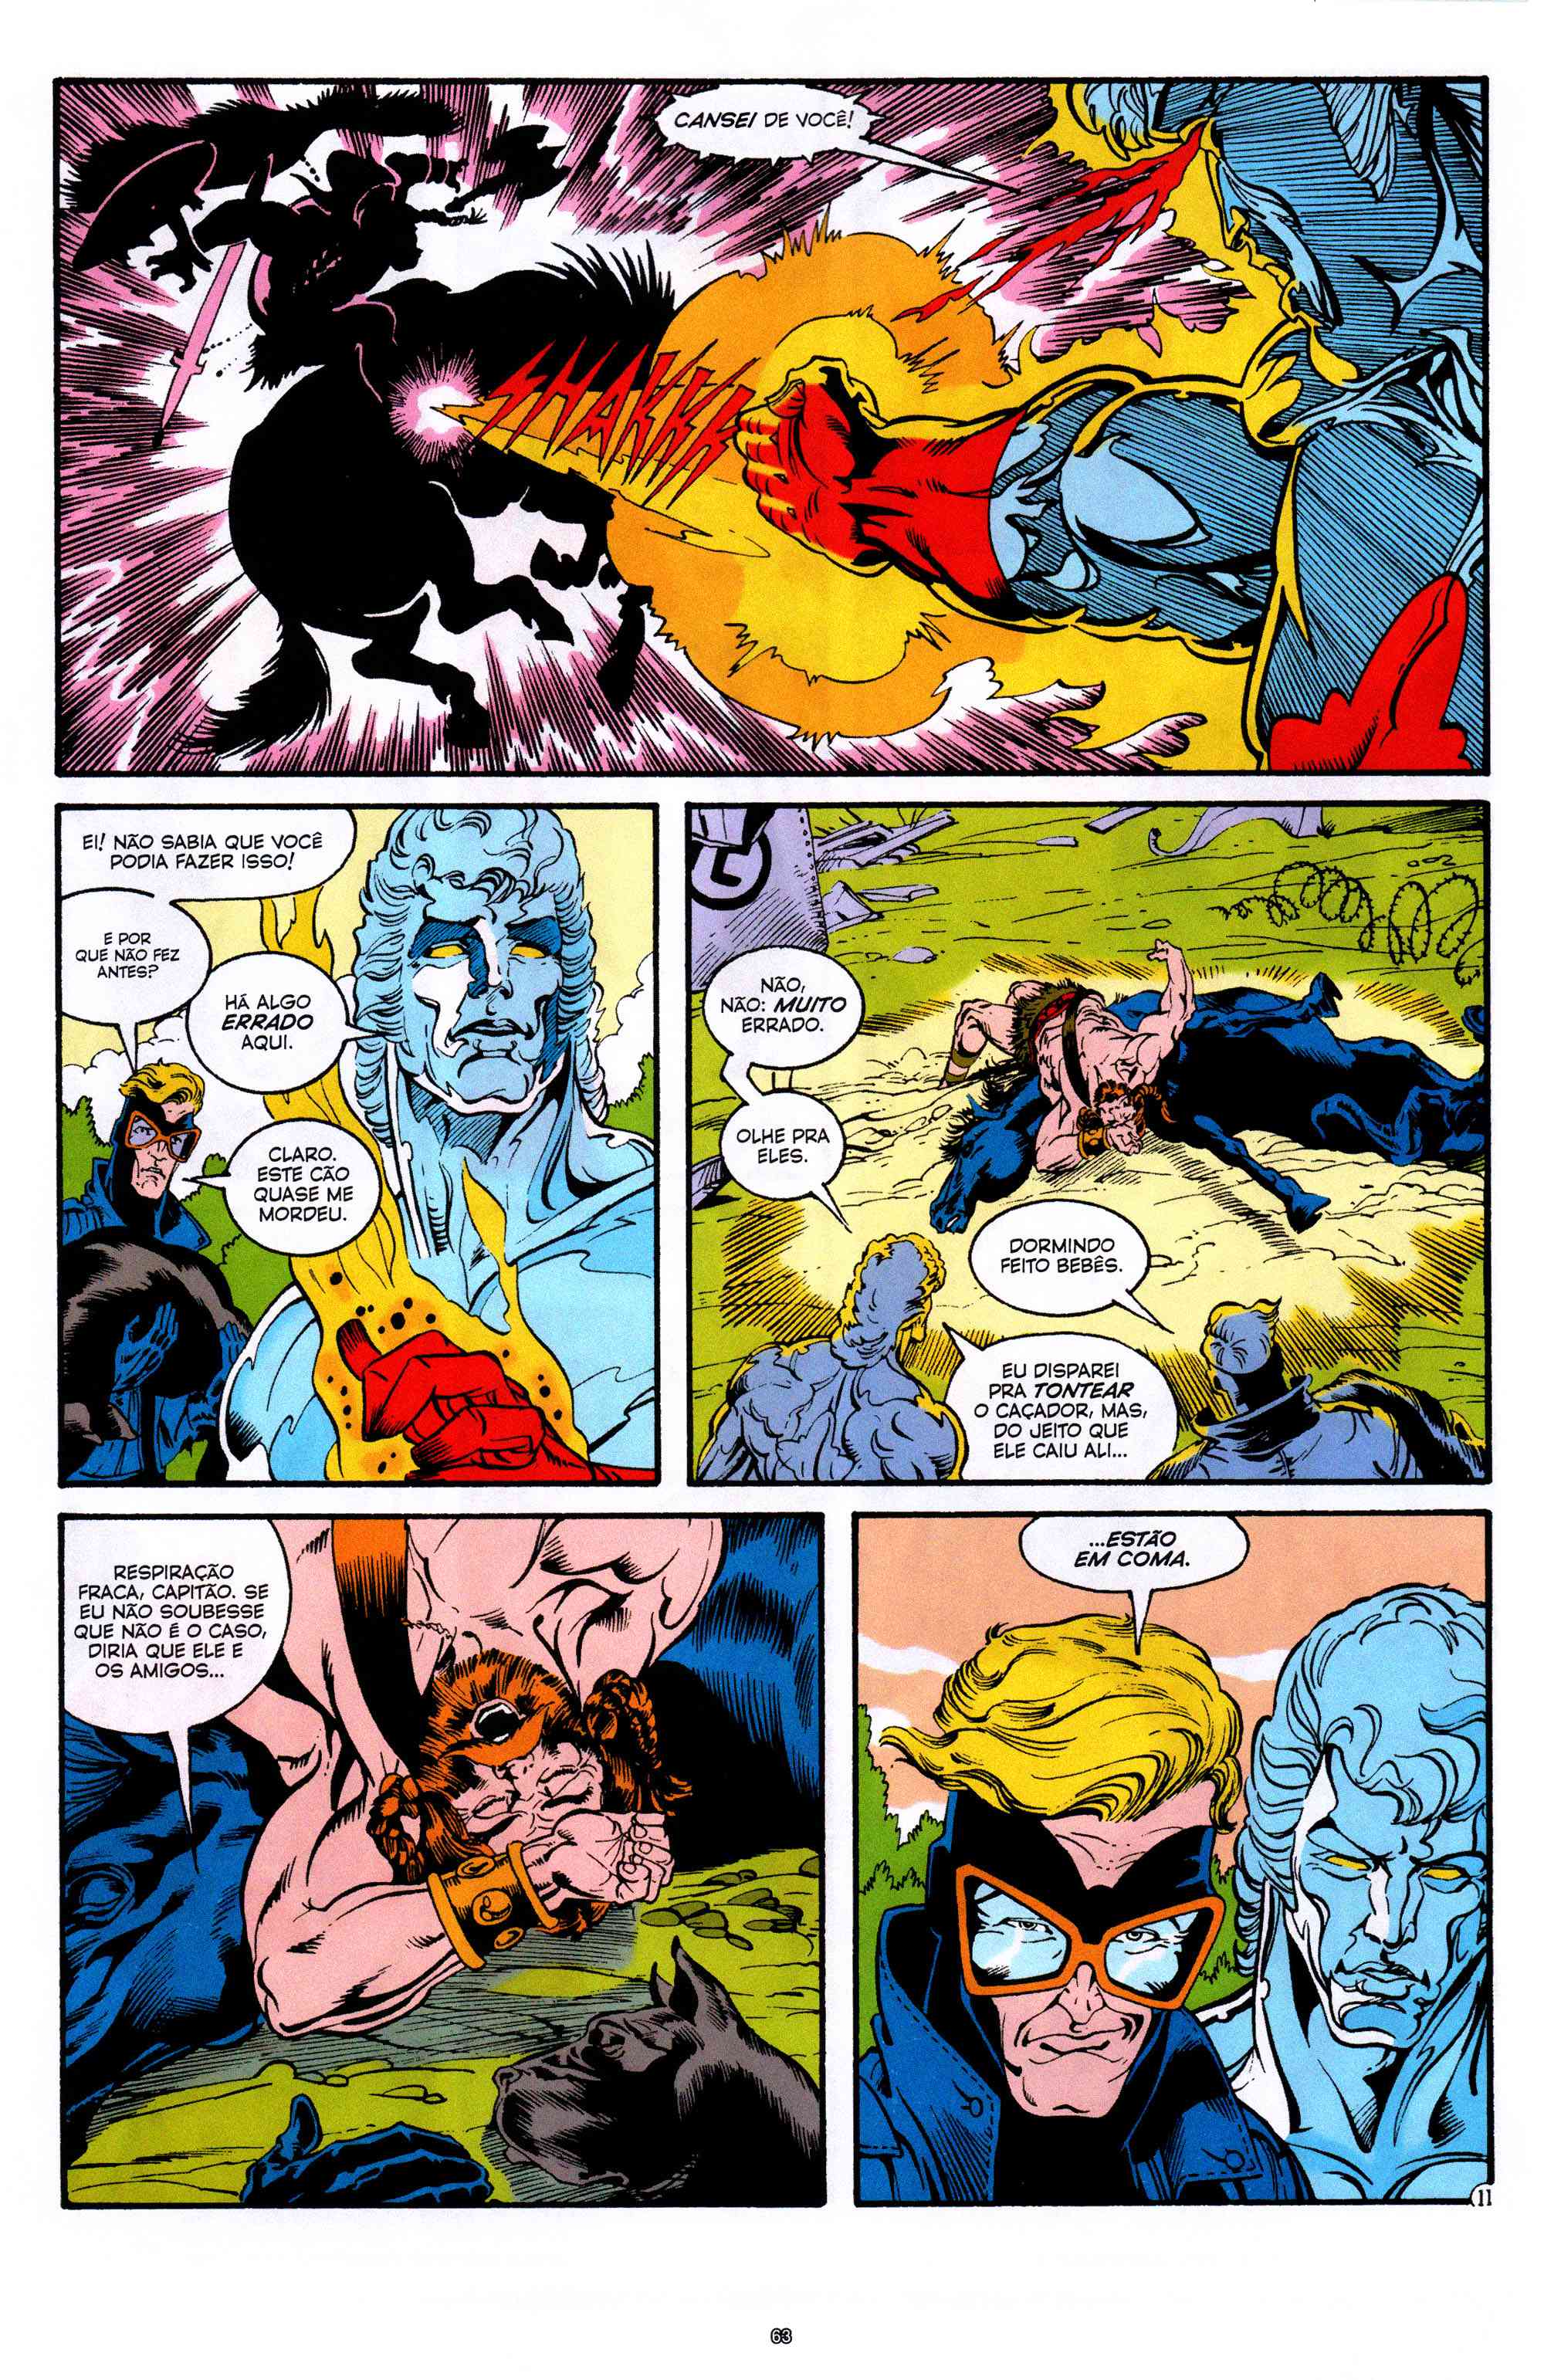 CANSEI DE VOCÊ!
SHAKKK
EI! NÃO SABIA QUE VOCÊ
PODIA FAZER ISSO!
E POR
QUE NÃO FEZ
ANTES?
HÁ ALGO
ERRADO
AQUI.
CLARO.
ESTE CÃO
QUASE ME
MORDEU.
NÃO,
NÃO: MUITO
ERRADO.
OLHE PRA
ELES.
DORMINDO
FEITO BEBÊS.
EU DISPAREI
PRA TONTEAR
O CAÇADOR, MAS,
DO JEITO QUE
ELE CAIU ALI...
RESPIRAÇÃO
FRACA, CAPITÃO. SE
EU NÃO SOUBESSE
QUE NÃO É O CASO,
DIRIA QUE ELE E
OS AMIGOS...
...ESTÃO
EM COMA.
11
63